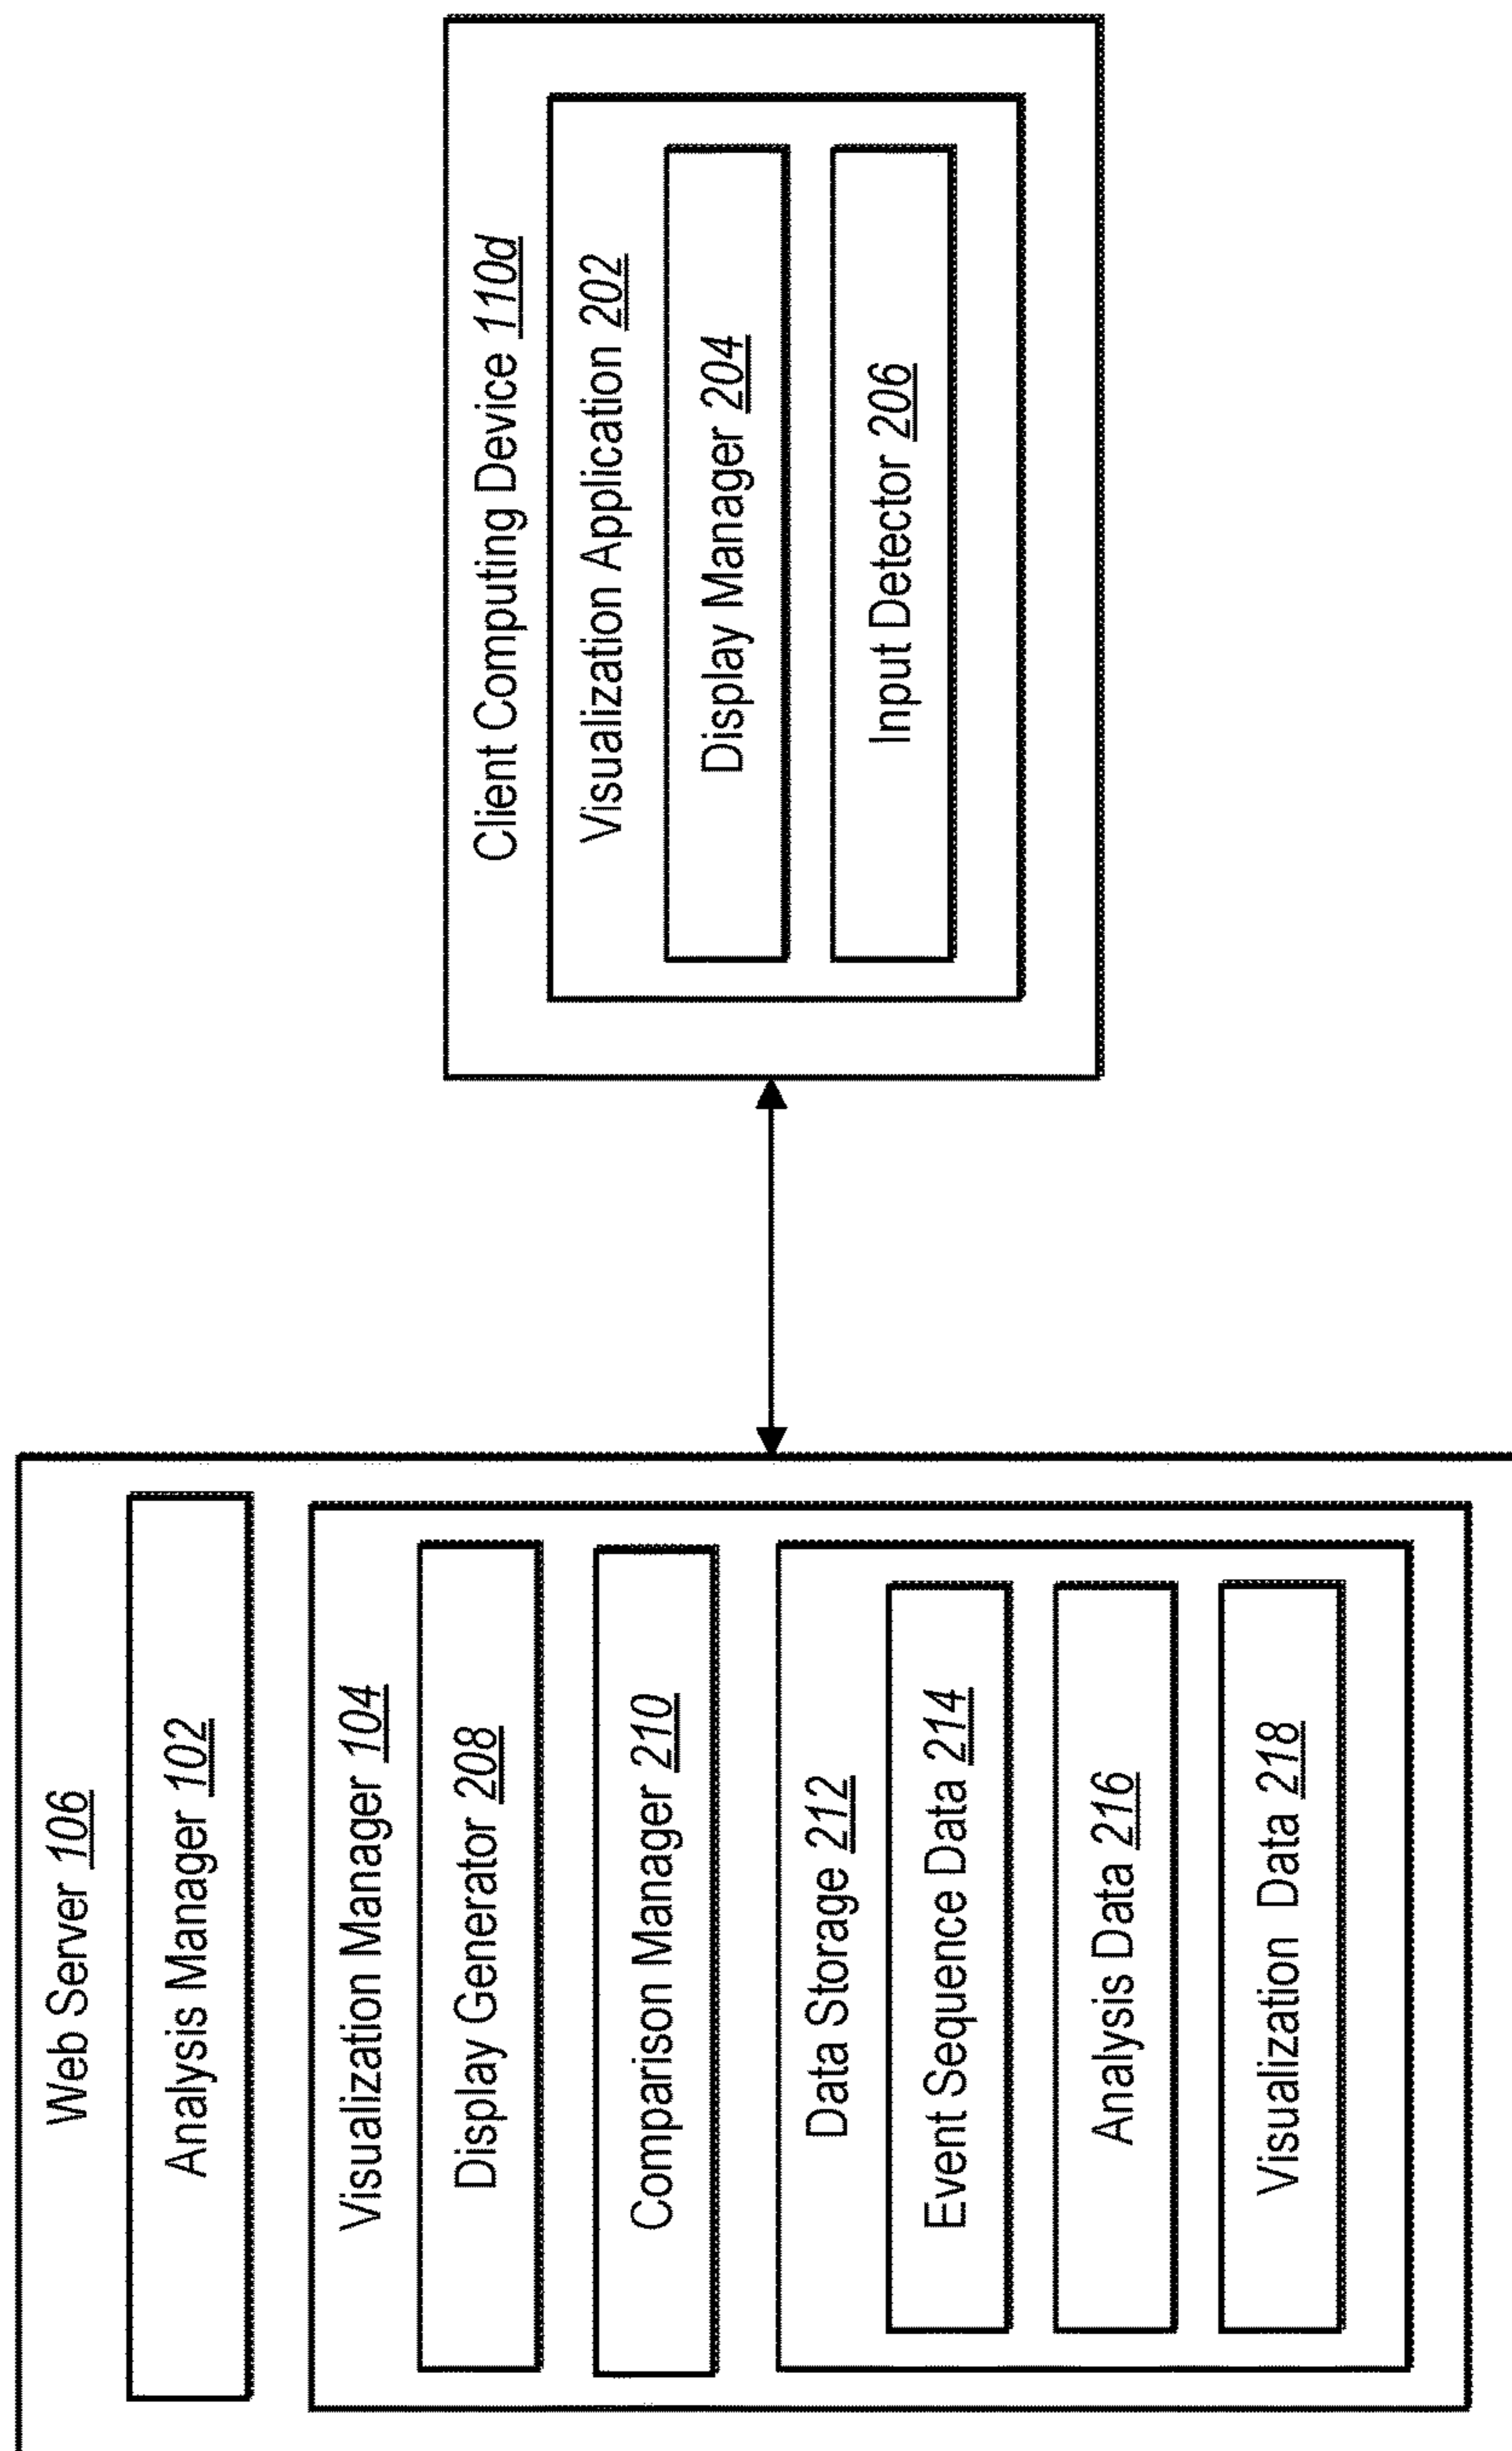 Web Server 106
Analysis Manager 102
Visualization Manager 104
Display Generator 208
Comparison Manager 210
Data Storage 212
Event Sequence Data 214
Analysis Data 216
Visualization Data 218
Client Computing Device 110d
Visualization Application 202
Display Manager 204
Input Detector 206